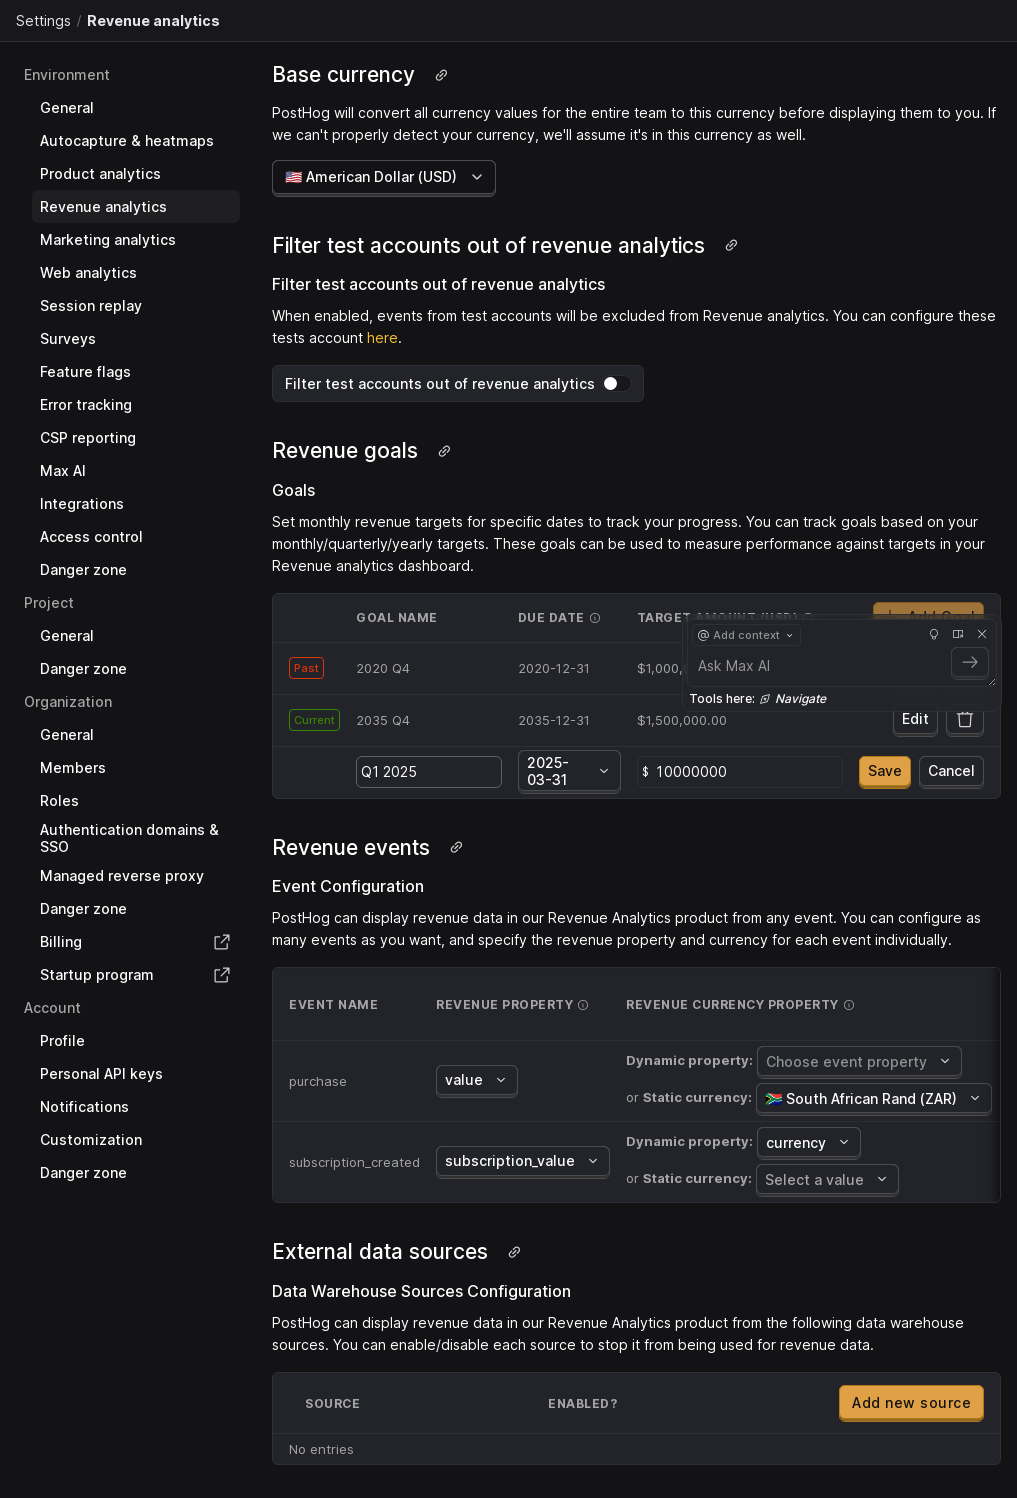 Settings / Revenue analytics
Environment
General
Autocapture & heatmaps
Product analytics
Revenue analytics
Marketing analytics
Web analytics
Session replay
Surveys
Feature flags
Error tracking
CSP reporting
Max AI
Integrations
Access control
Danger zone
Project
General
Danger zone
Organization
General
Members
Roles
Authentication domains &
SSO
Managed reverse proxy
Danger zone
Billing
Startup program
Account
Profile
Personal API keys
Notifications
Customization
Danger zone
Base currency
PostHog will convert all currency values for the entire team to this currency before displaying them to you. If
we can't properly detect your currency, we'll assume it's in this currency as well.
American Dollar (USD)
Filter test accounts out of revenue analytics
Filter test accounts out of revenue analytics
When enabled, events from test accounts will be excluded from Revenue analytics. You can configure these
tests account here.
Filter test accounts out of revenue analytics
Revenue goals
Goals
Set monthly revenue targets for specific dates to track your progress. You can track goals based on your
monthly/quarterly/yearly targets. These goals can be used to measure performance against targets in your
Revenue analytics dashboard.
GOAL NAME DUE DATE TARGET AMOUNT (USD) Add Goal
@ Add context
Past 2020 Q4 2020-12-31 $1,000,
Ask Max AI
Tools here: Navigate
Current 2035 Q4 2035-12-31 $1,500,000.00 Edit
Q1 2025 2025-
03-31 $ 10000000 Save Cancel
Revenue events
Event Configuration
PostHog can display revenue data in our Revenue Analytics product from any event. You can configure as
many events as you want, and specify the revenue property and currency for each event individually.
EVENT NAME REVENUE PROPERTY REVENUE CURRENCY PROPERTY
purchase value Dynamic property: Choose event property
or Static currency: South African Rand (ZAR)
subscription_created subscription_value Dynamic property: currency
or Static currency: Select a value
External data sources
Data Warehouse Sources Configuration
PostHog can display revenue data in our Revenue Analytics product from the following data warehouse
sources. You can enable/disable each source to stop it from being used for revenue data.
SOURCE ENABLED? Add new source
No entries